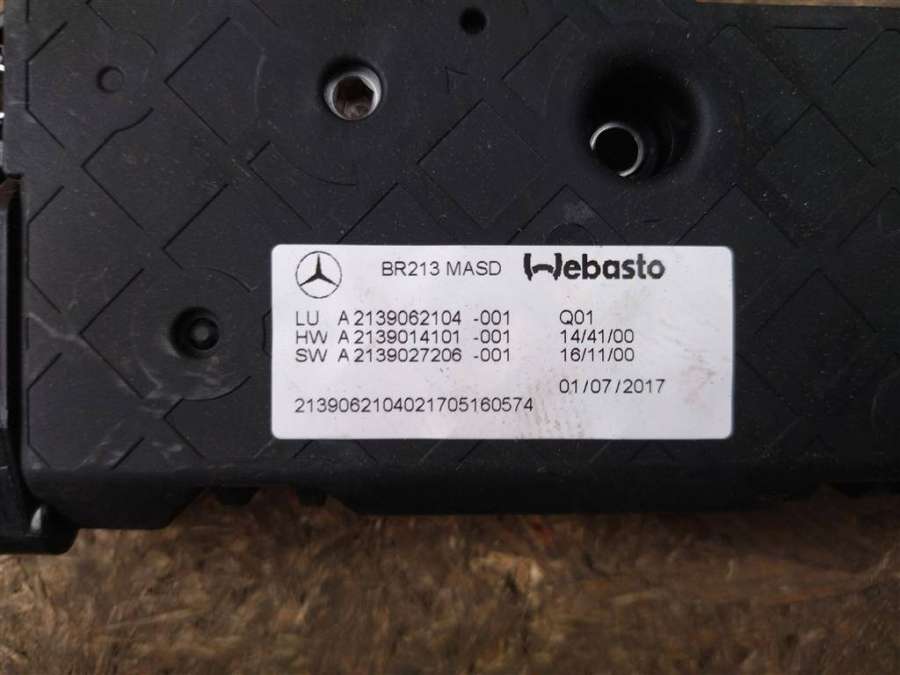 BR213 MASD Webasto
LU A 2139062104 -001 Q01
HW A 2139014101 -001 14/41/00
SW A 2139027206 -001 16/11/00
01/07/2017
2139062104021705160574